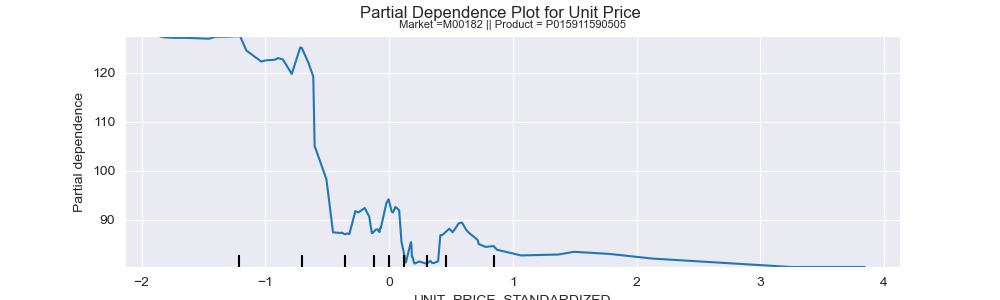 Partial Dependence Plot for Unit Price
Market =M00182 || Product = P015911590505
120
110
100
90
Partial dependence
−2 −1 0 1 2 3 4
UNIT_PRICE_STANDARDIZED